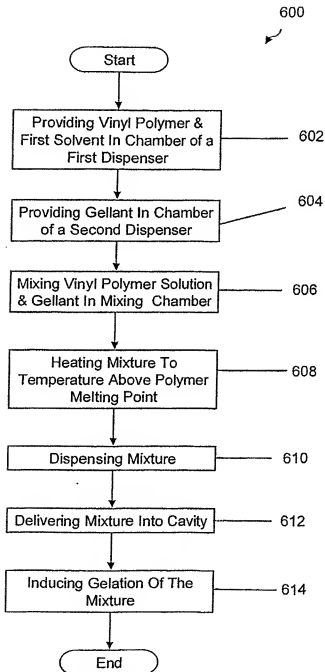 600
Start
Providing Vinyl Polymer &
First Solvent In Chamber of a
First Dispenser
602
Providing Gellant In Chamber
of a Second Dispenser
604
Mixing Vinyl Polymer Solution
& Gellant In Mixing Chamber
606
Heating Mixture To
Temperature Above Polymer
Melting Point
608
Dispensing Mixture
610
Delivering Mixture Into Cavity
612
Inducing Gelation Of The
Mixture
614
End